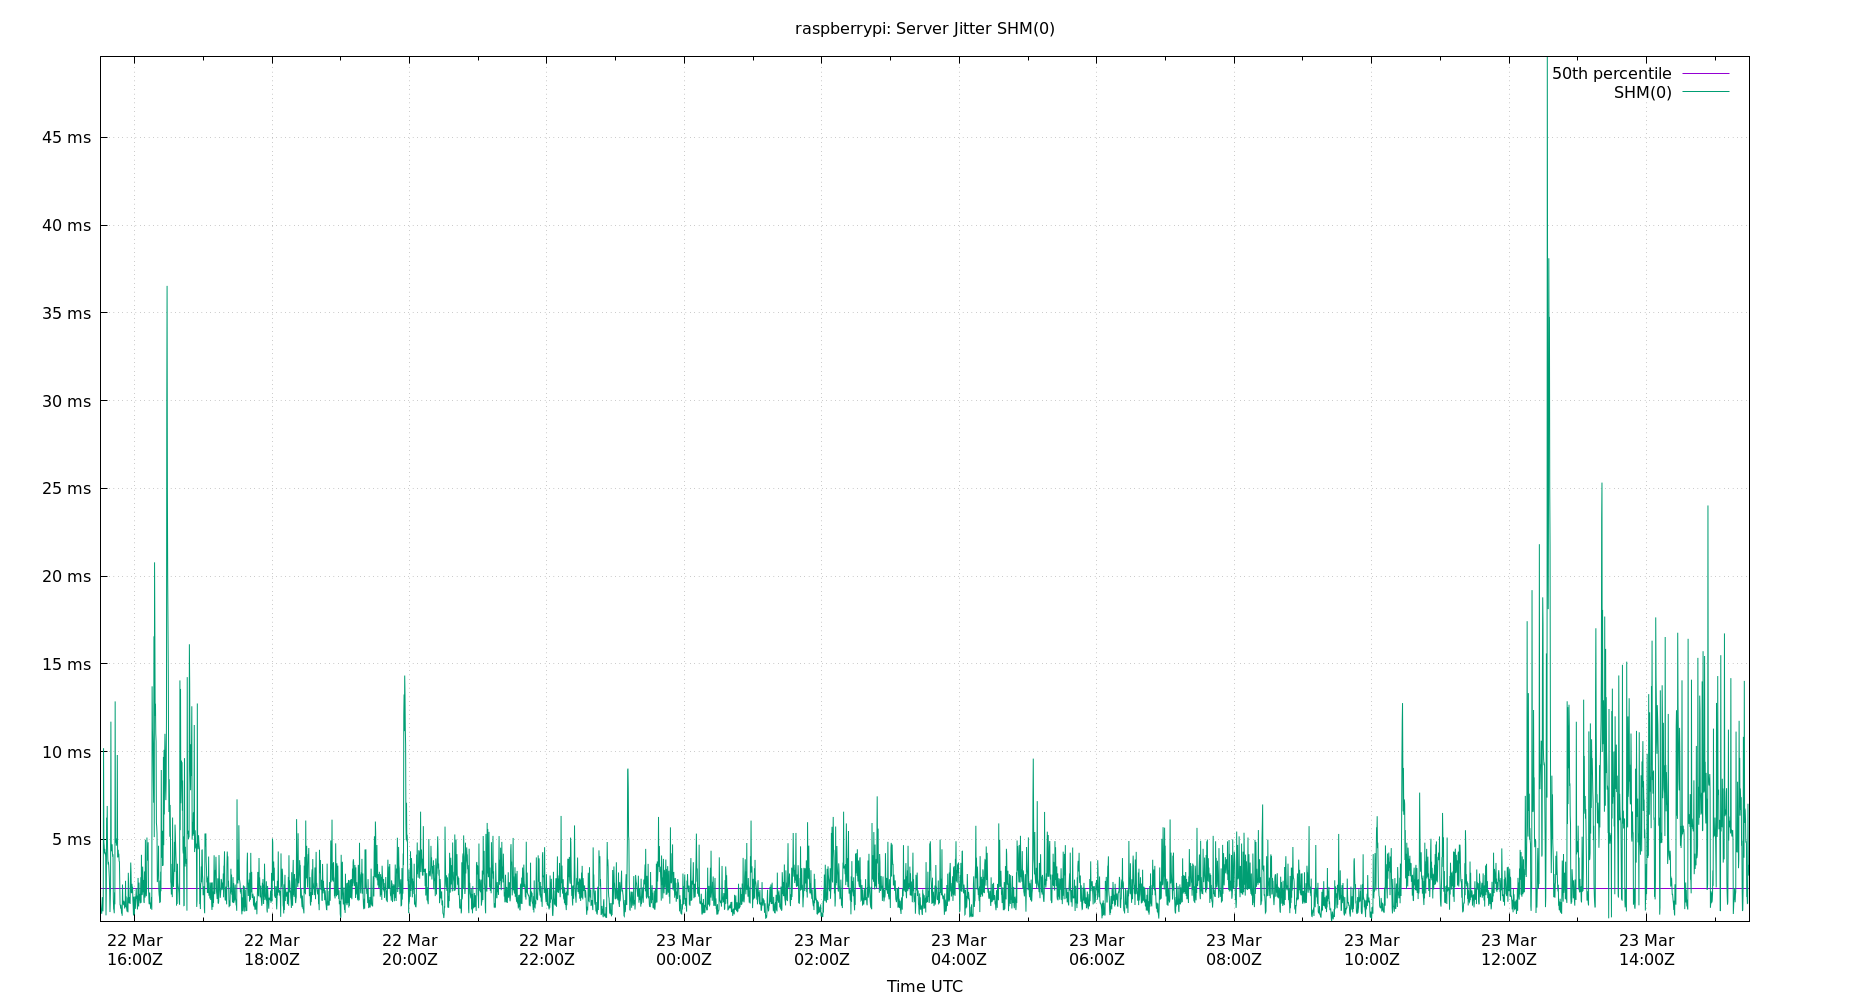 raspberrypi: Server Jitter SHM(0)
50th percentile
SHM(0)
45 ms
40 ms
35 ms
30 ms
25 ms
20 ms
15 ms
10 ms
5 ms
22 Mar 22 Mar 22 Mar 22 Mar 23 Mar 23 Mar 23 Mar 23 Mar 23 Mar 23 Mar 23 Mar 23 Mar
16:00Z 18:00Z 20:00Z 22:00Z 00:00Z 02:00Z 04:00Z 06:00Z 08:00Z 10:00Z 12:00Z 14:00Z
Time UTC